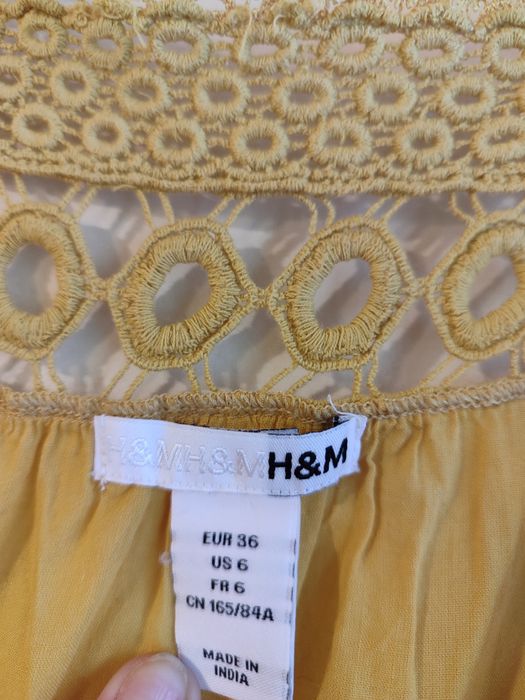 H&MH&MH&M
EUR 36
US 6
FR 6
CN 165/84A
MADE IN
INDIA